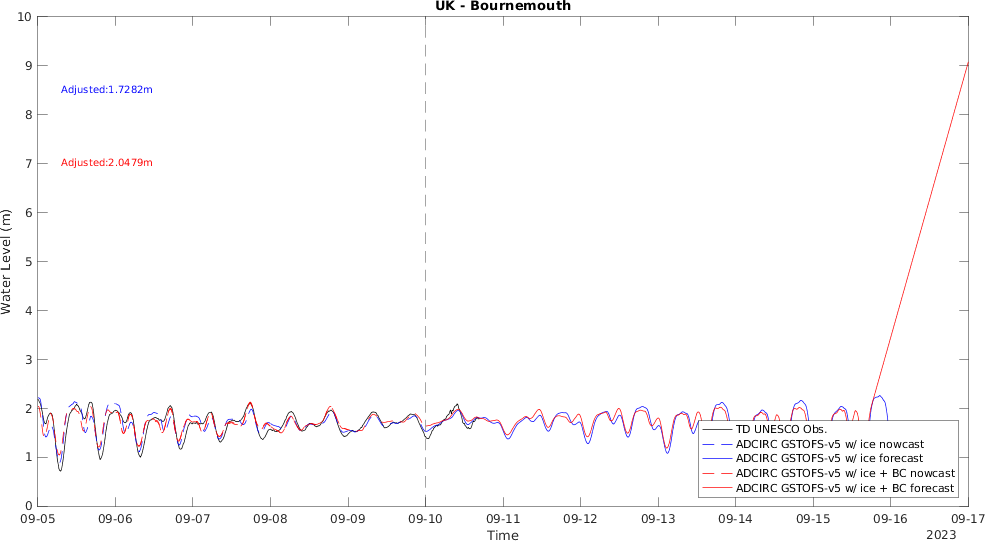 UK - Bournemouth
10
9
8
7
6
5
4
3
2
1
0
Water Level (m)
Adjusted:1.7282m
Adjusted:2.0479m
TD UNESCO Obs.
ADCIRC GSTOFS-v5 w/ ice nowcast
ADCIRC GSTOFS-v5 w/ ice forecast
ADCIRC GSTOFS-v5 w/ ice + BC nowcast
ADCIRC GSTOFS-v5 w/ ice + BC forecast
09-05 09-06 09-07 09-08 09-09 09-10 09-11 09-12 09-13 09-14 09-15 09-16 09-17
Time
2023